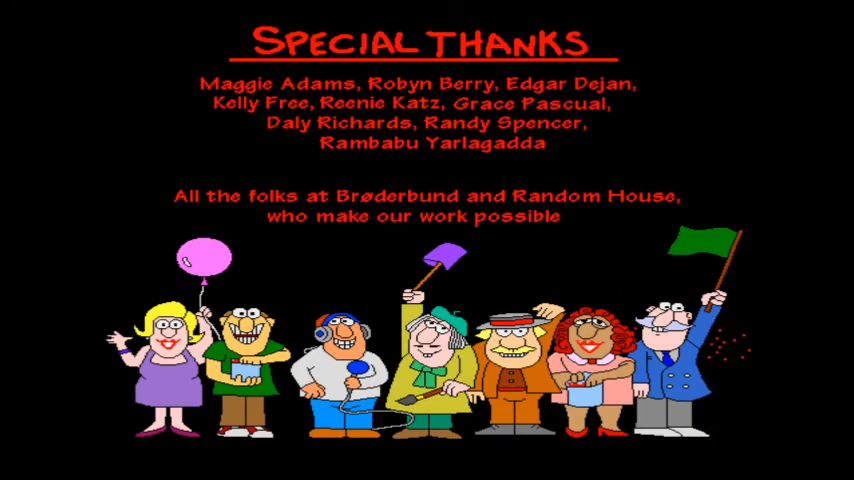 SPECIAL THANKS
Maggie Adams, Robyn Berry, Edgar Dejan,
Kelly Free, Reenie Katz, Grace Pascual,
Daly Richards, Randy Spencer,
Rambabu Yarlagadda
All the folks at Brøderbund and Random House,
who make our work possible